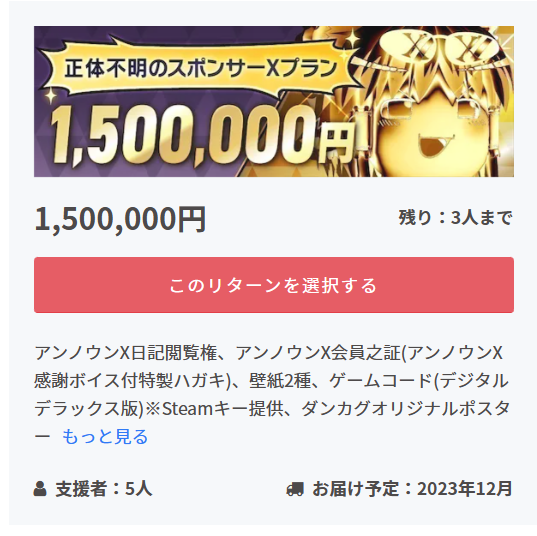 正体不明のスポンサーXプラン
1,500,000円
1,500,000円
残り：3人まで
このリターンを選択する
アンノウンX日記閲覧権、アンノウンX会員之証(アンノウンX
感謝ボイス付特製ハガキ)、壁紙2種、ゲームコード(デジタル
デラックス版)※Steamキー提供、ダンカグオリジナルポスタ
ー もっと見る
支援者：5人
お届け予定：2023年12月